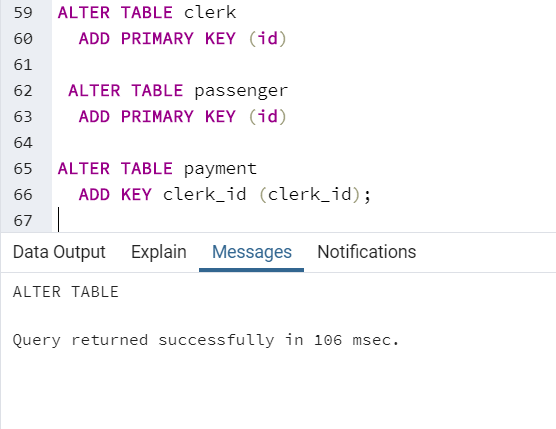 59 ALTER TABLE clerk
60 ADD PRIMARY KEY (id)
61
62 ALTER TABLE passenger
63 ADD PRIMARY KEY (id)
64
65 ALTER TABLE payment
66 ADD KEY clerk_id (clerk_id);
67
Data Output Explain Messages Notifications
ALTER TABLE
Query returned successfully in 106 msec.